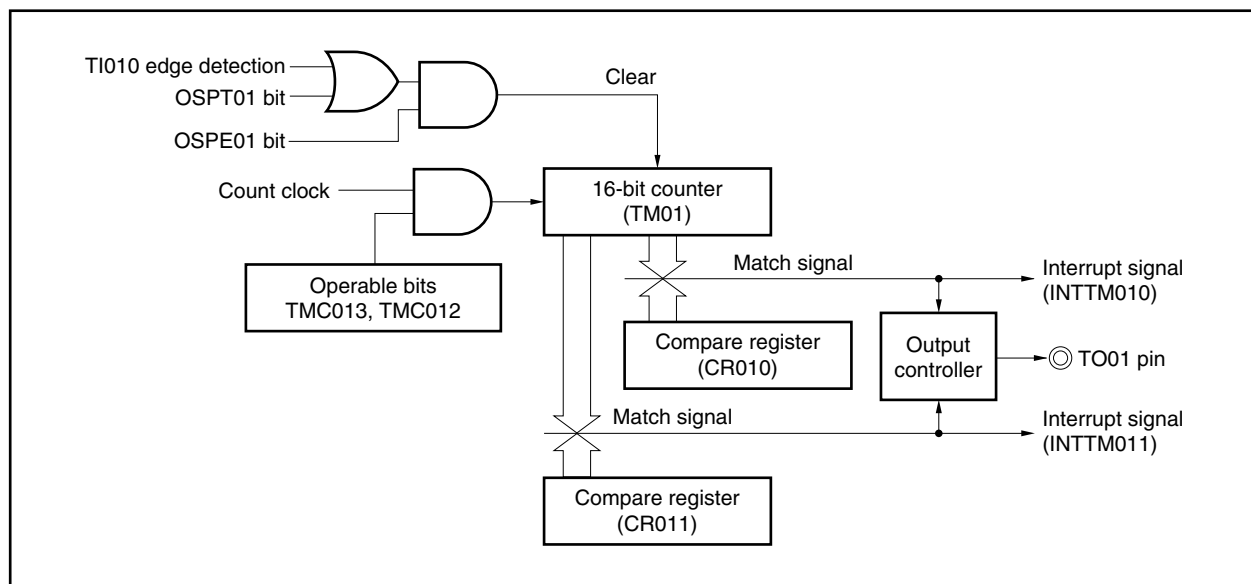 TI010 edge detection
OSPT01 bit
OSPE01 bit
Clear
Count clock
16-bit counter
(TM01)
Operable bits
TMC013, TMC012
Match signal
Interrupt signal
(INTTM010)
Compare register
(CR010)
Output
controller
TO01 pin
Match signal
Interrupt signal
(INTTM011)
Compare register
(CR011)